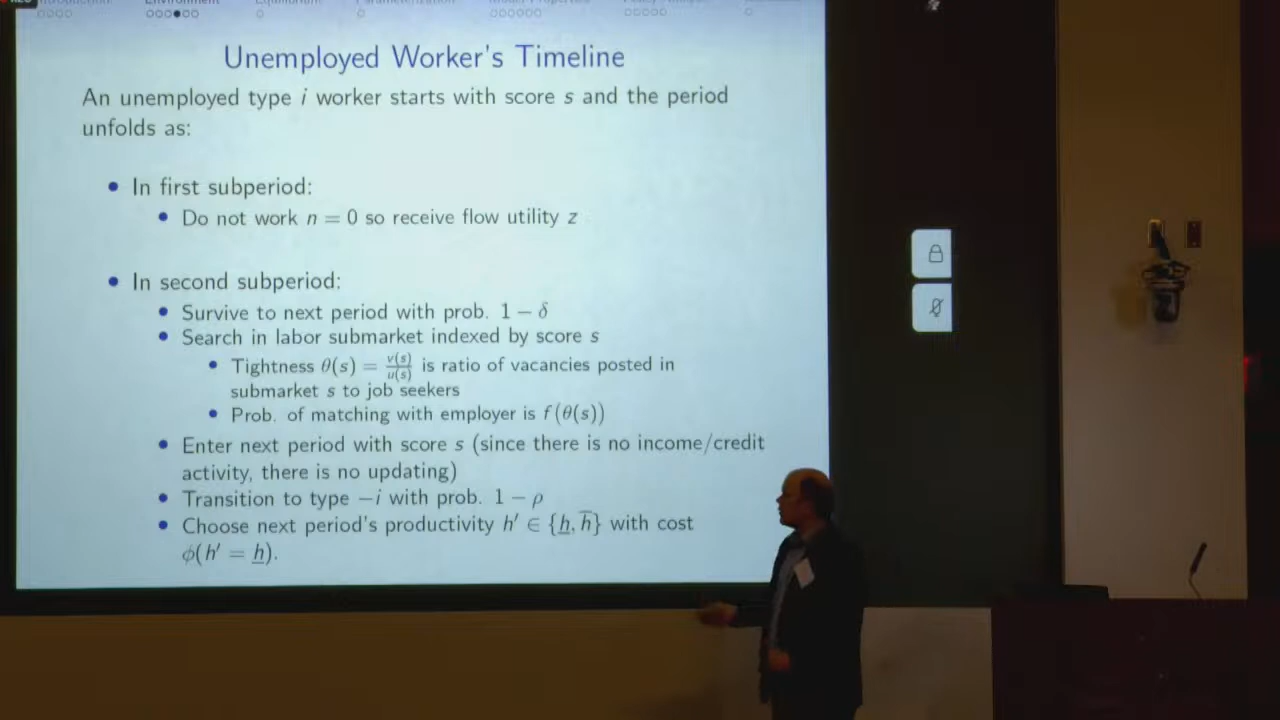 Unemployed Worker's Timeline
An unemployed type i worker starts with score s and the period
unfolds as:
• In first subperiod:
• Do not work n = 0 so receive flow utility z
• In second subperiod:
• Survive to next period with prob. 1 − δ
• Search in labor submarket indexed by score s
• Tightness θ(s) = v(s)/u(s) is ratio of vacancies posted in
submarket s to job seekers
• Prob. of matching with employer is f(θ(s))
• Enter next period with score s (since there is no income/credit
activity, there is no updating)
• Transition to type −i with prob. 1 − ρ
• Choose next period's productivity h′ ∈ {h̲, h̅} with cost
ϕ(h′ = h̲).